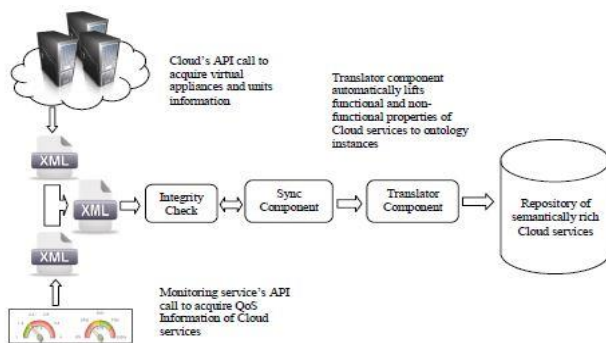 Cloud's API call to
acquire virtual
appliances and units
information
Translator component
automatically lifts
functional and non-
functional properties of
Cloud services to ontology
instances
XML
XML
XML
Integrity
Check
Sync
Component
Translator
Component
Repository of
semantically rich
Cloud services
Monitoring service's API
call to acquire QoS
Information of Cloud
services